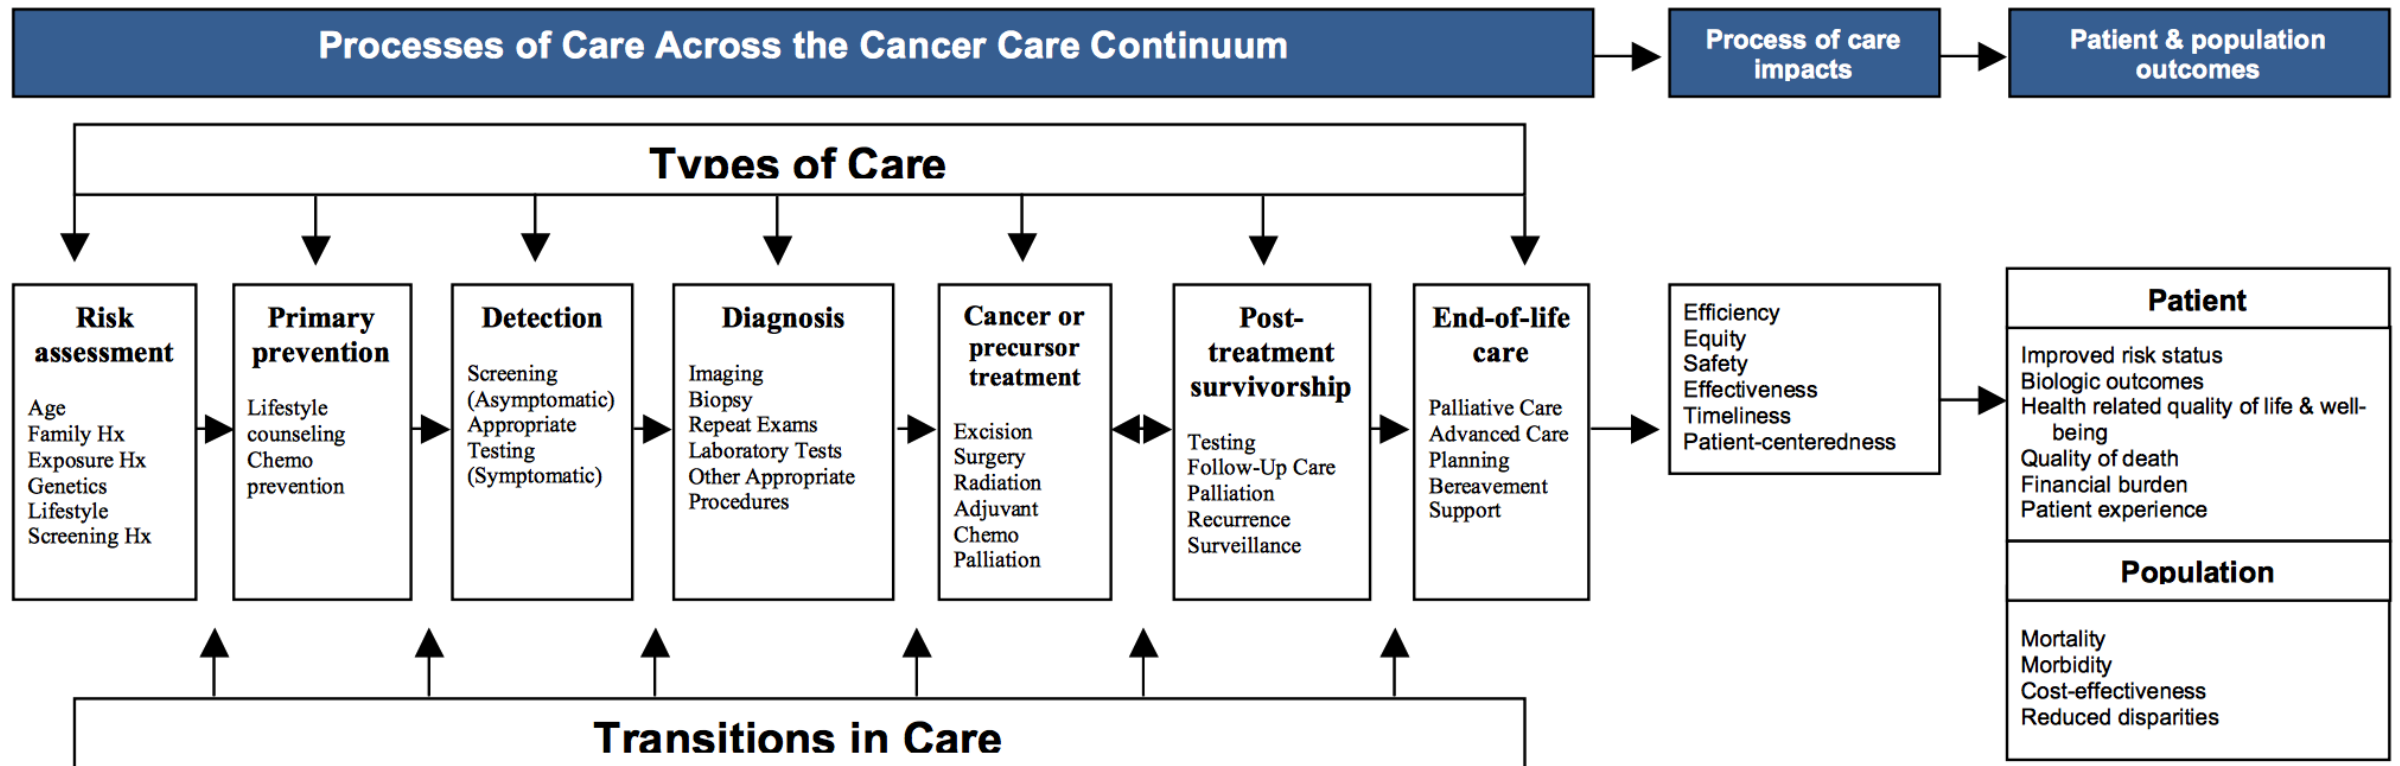 Processes of Care Across the Cancer Care Continuum
Process of care
impacts
Patient & population
outcomes
Types of Care
Risk
assessment
Age
Family Hx
Exposure Hx
Genetics
Lifestyle
Screening Hx
Primary
prevention
Lifestyle
counseling
Chemo
prevention
Detection
Screening
(Asymptomatic)
Appropriate
Testing
(Symptomatic)
Diagnosis
Imaging
Biopsy
Repeat Exams
Laboratory Tests
Other Appropriate
Procedures
Cancer or
precursor
treatment
Excision
Surgery
Radiation
Adjuvant
Chemo
Palliation
Post-
treatment
survivorship
Testing
Follow-Up Care
Palliation
Recurrence
Surveillance
End-of-life
care
Palliative Care
Advanced Care
Planning
Bereavement
Support
Efficiency
Equity
Safety
Effectiveness
Timeliness
Patient-centeredness
Patient
Improved risk status
Biologic outcomes
Health related quality of life & well-
being
Quality of death
Financial burden
Patient experience
Population
Mortality
Morbidity
Cost-effectiveness
Reduced disparities
Transitions in Care